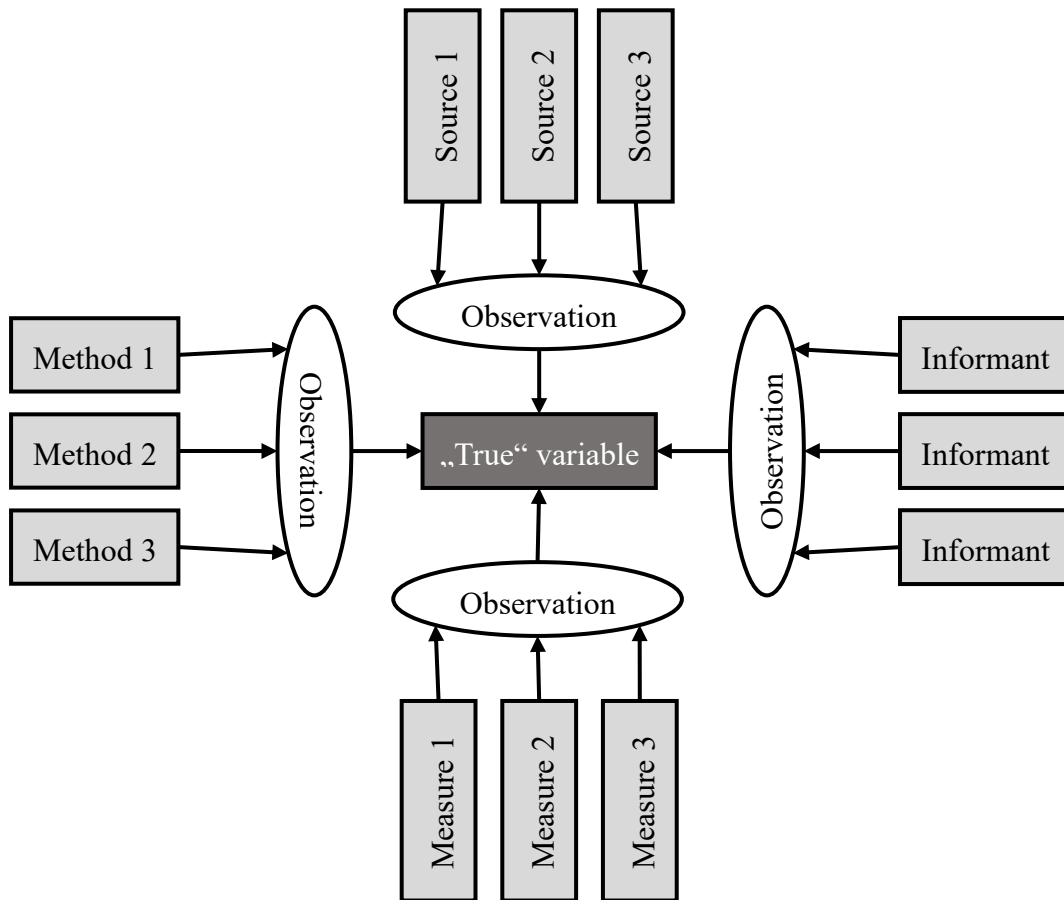 Source 1
Source 2
Source 3
Observation
Method 1
Method 2
Method 3
Observation
„True“ variable
Observation
Informant
Informant
Informant
Observation
Measure 1
Measure 2
Measure 3